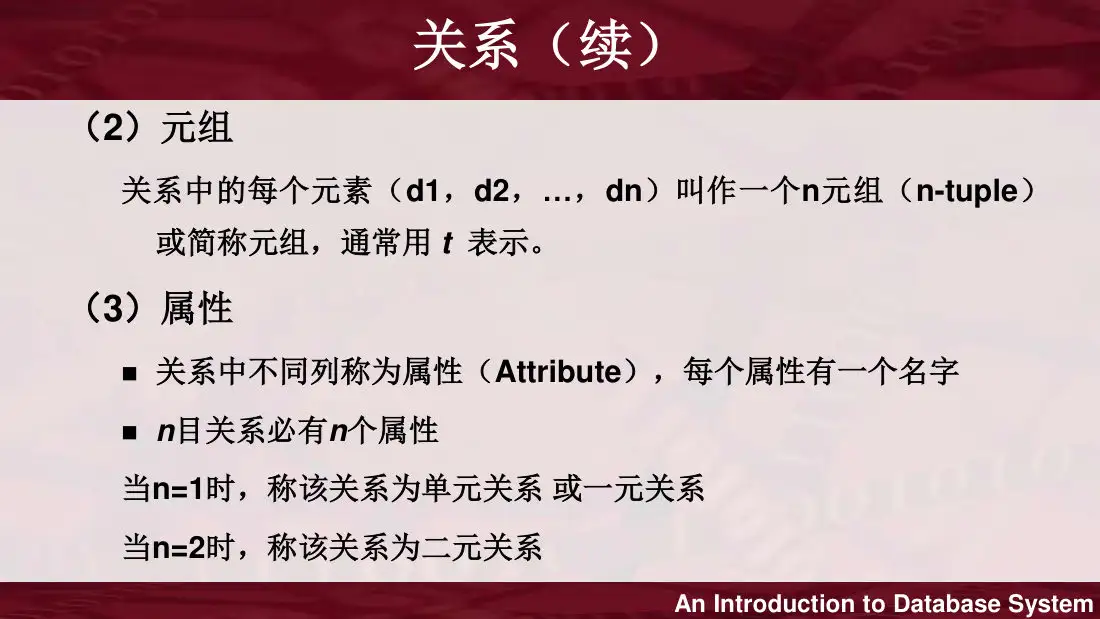 关系（续）
（2）元组
关系中的每个元素（d1，d2，…，dn）叫作一个n元组（n-tuple）
或简称元组，通常用 t 表示。
（3）属性
■ 关系中不同列称为属性（Attribute），每个属性有一个名字
■ n目关系必有n个属性
当n=1时，称该关系为单元关系 或一元关系
当n=2时，称该关系为二元关系
An Introduction to Database System